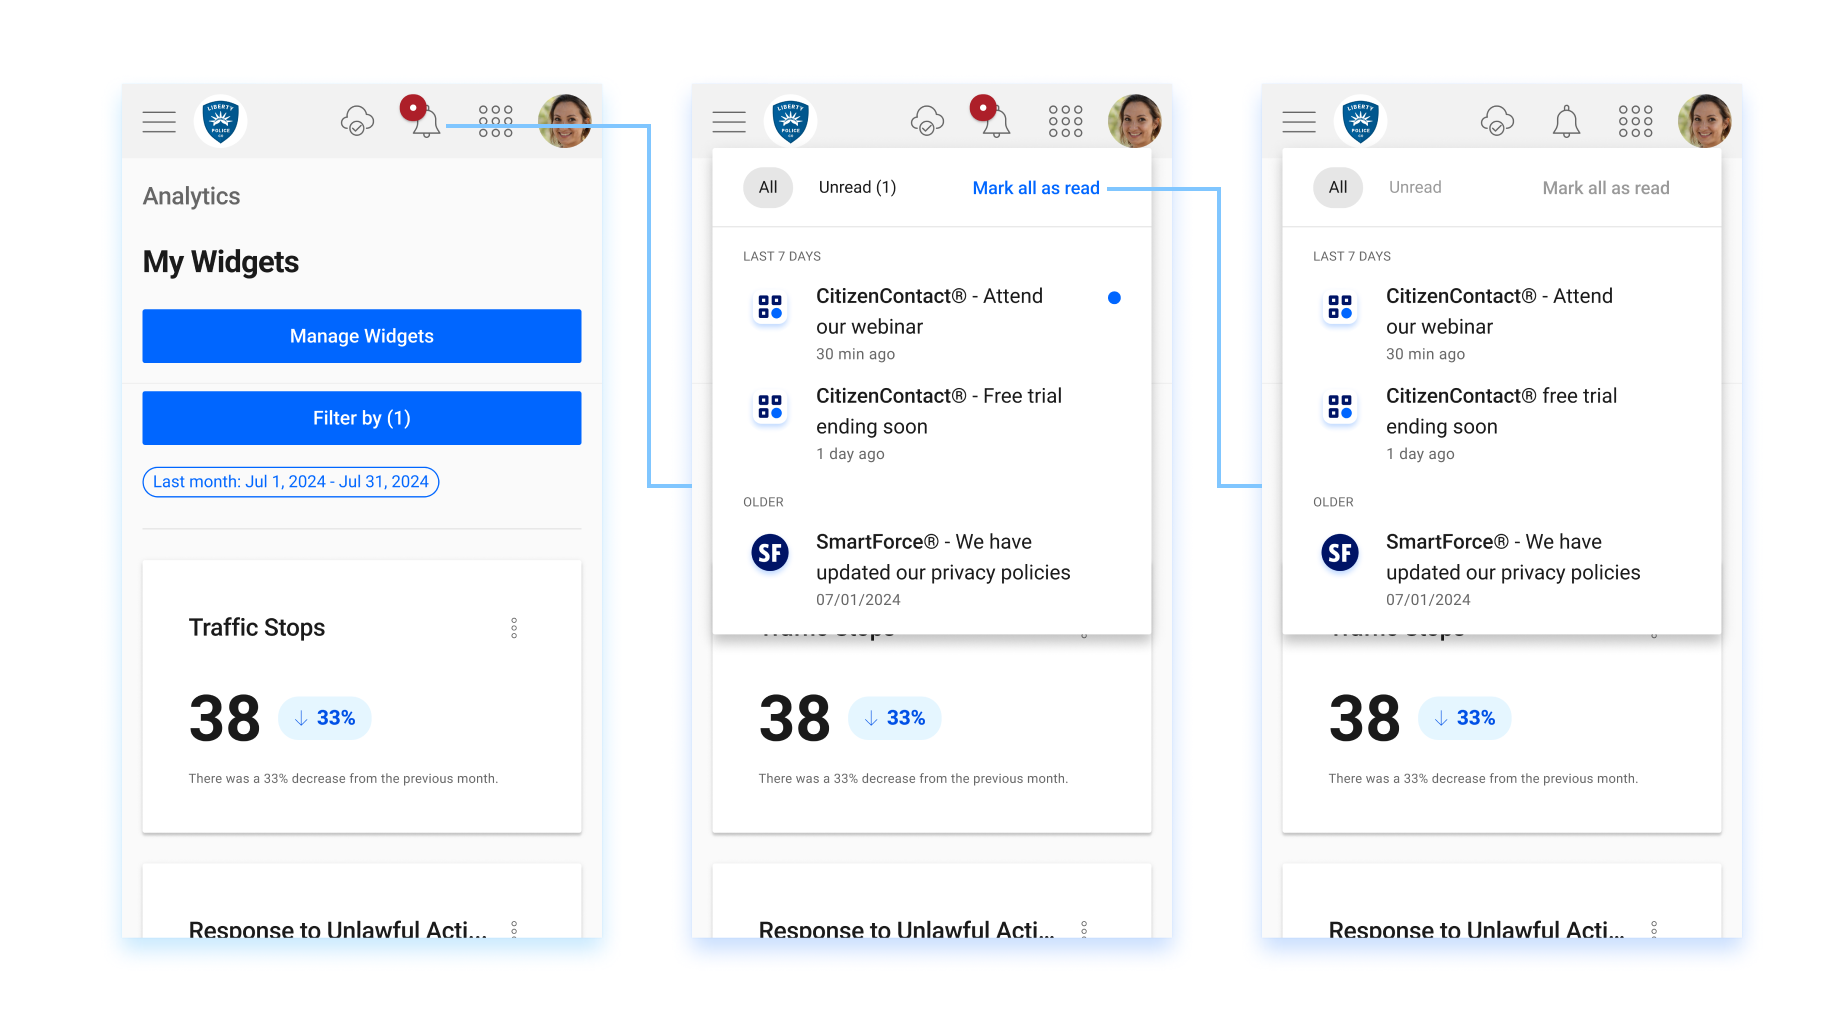 LIBERTY
POLICE
CO
Analytics
My Widgets
Manage Widgets
Filter by (1)
Last month: Jul 1, 2024 - Jul 31, 2024
Traffic Stops
38
33%
There was a 33% decrease from the previous month.
Response to Unlawful Acti...
LIBERTY
POLICE
CO
All
Unread (1)
Mark all as read
LAST 7 DAYS
CitizenContact® - Attend
our webinar
30 min ago
CitizenContact® - Free trial
ending soon
1 day ago
OLDER
SF
SmartForce® - We have
updated our privacy policies
07/01/2024
Traffic Stops
38
33%
There was a 33% decrease from the previous month.
Response to Unlawful Acti...
LIBERTY
POLICE
CO
All
Unread
Mark all as read
LAST 7 DAYS
CitizenContact® - Attend
our webinar
30 min ago
CitizenContact® free trial
ending soon
1 day ago
OLDER
SF
SmartForce® - We have
updated our privacy policies
07/01/2024
Traffic Stops
38
33%
There was a 33% decrease from the previous month.
Response to Unlawful Acti...